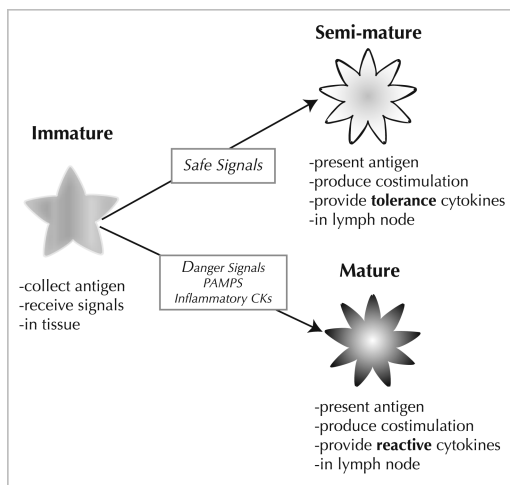 Immature
-collect antigen
-receive signals
-in tissue
Safe Signals
Danger Signals
PAMPS
Inflammatory CKs
Semi-mature
-present antigen
-produce costimulation
-provide tolerance cytokines
-in lymph node
Mature
-present antigen
-produce costimulation
-provide reactive cytokines
-in lymph node